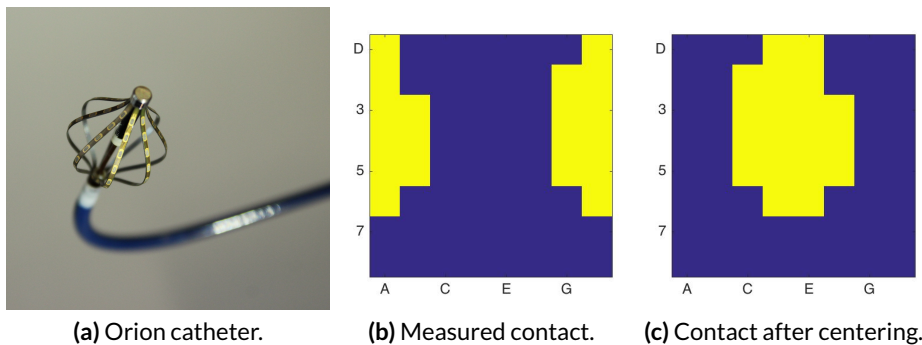 D
3
5
7
A C E G
D
3
5
7
A C E G
(a) Orion catheter.
(b) Measured contact.
(c) Contact after centering.